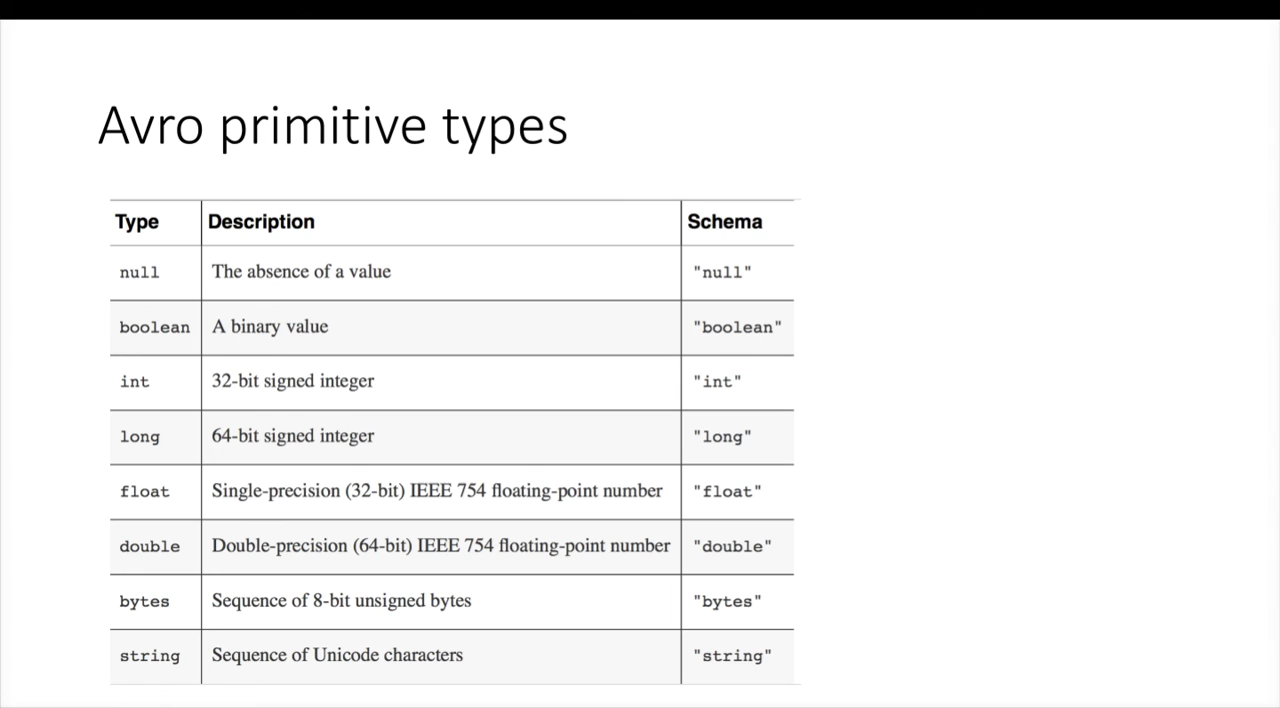 Avro primitive types
Type Description Schema
null The absence of a value "null"
boolean A binary value "boolean"
int 32-bit signed integer "int"
long 64-bit signed integer "long"
float Single-precision (32-bit) IEEE 754 floating-point number "float"
double Double-precision (64-bit) IEEE 754 floating-point number "double"
bytes Sequence of 8-bit unsigned bytes "bytes"
string Sequence of Unicode characters "string"